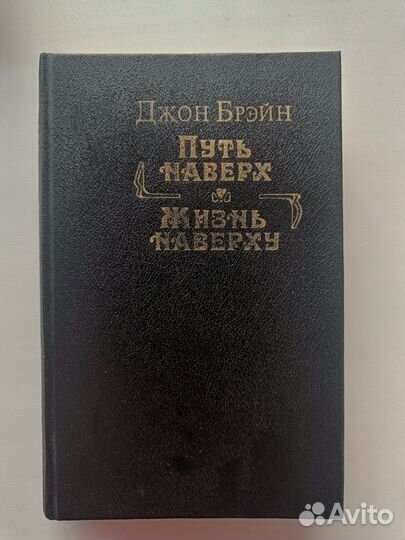 Джон Брэйн
Путь
наверх
Жизнь
наверху
Avito